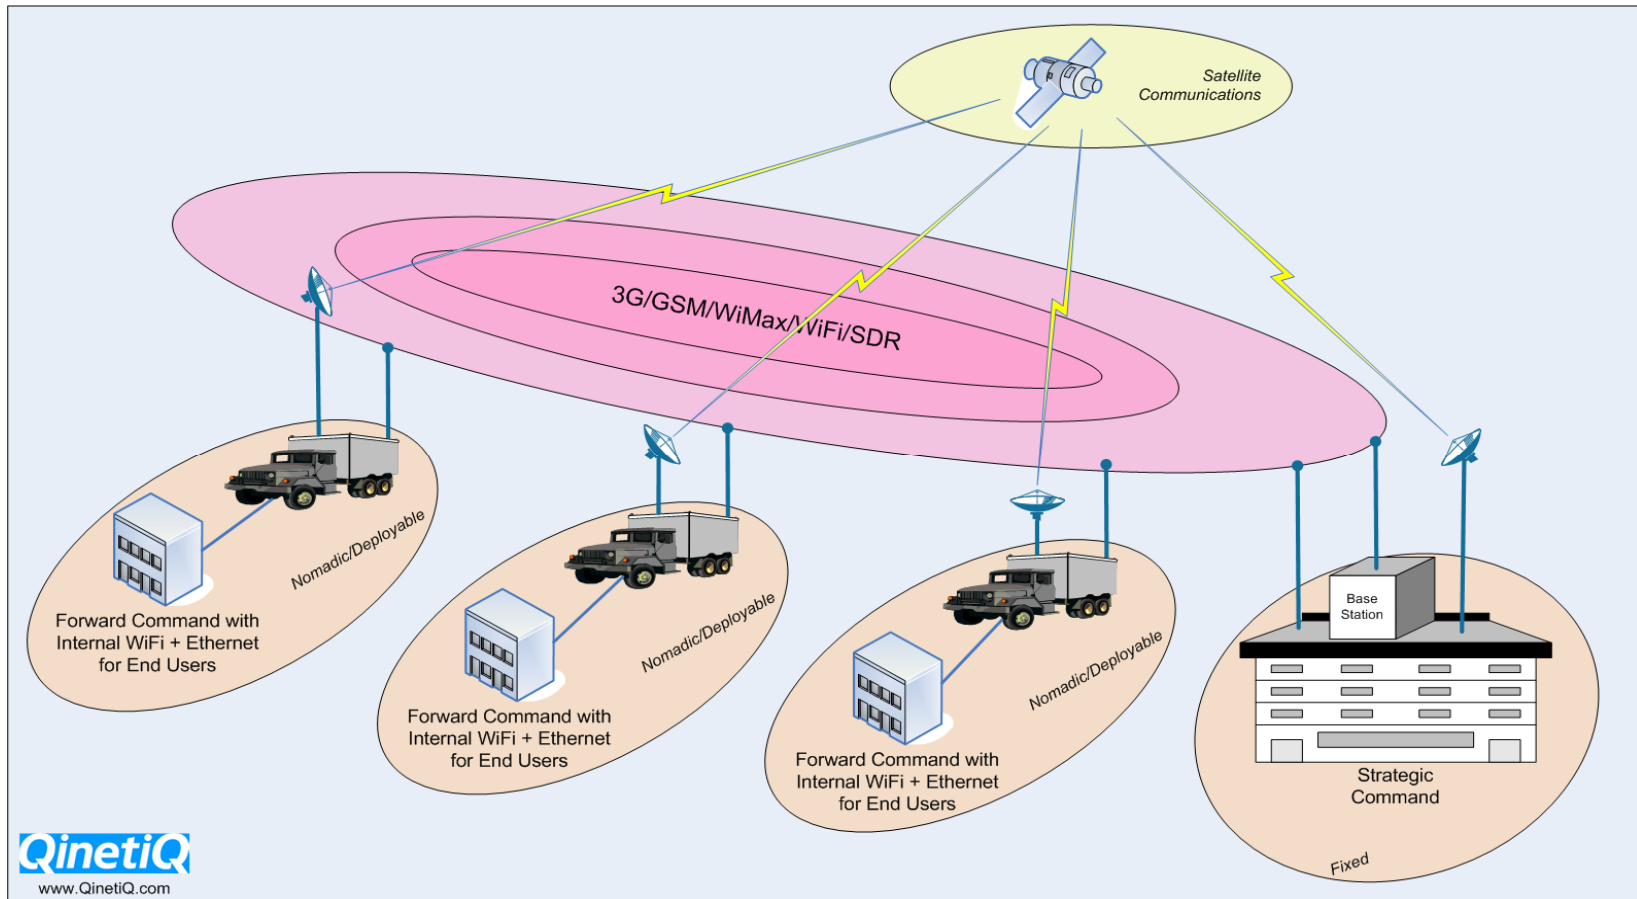 Satellite
Communications
3G/GSM/WiMax/WiFi/SDR
Nomadic/Deployable
Forward Command with
Internal WiFi + Ethernet
for End Users
Nomadic/Deployable
Forward Command with
Internal WiFi + Ethernet
for End Users
Nomadic/Deployable
Forward Command with
Internal WiFi + Ethernet
for End Users
Base
Station
Strategic
Command
Fixed
QinetiQ
www.QinetiQ.com